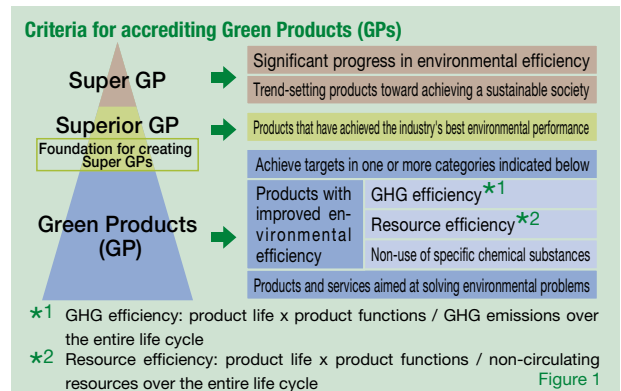 Criteria for accrediting Green Products (GPs)
Super GP
Significant progress in environmental efficiency
Trend-setting products toward achieving a sustainable society
Superior GP
Foundation for creating
Super GPs
Products that have achieved the industry's best environmental performance
Green Products
(GP)
Achieve targets in one or more categories indicated below
Products with
improved en-
vironmental
efficiency
GHG efficiency*1
Resource efficiency*2
Non-use of specific chemical substances
Products and services aimed at solving environmental problems
*1 GHG efficiency: product life x product functions / GHG emissions over
the entire life cycle
*2 Resource efficiency: product life x product functions / non-circulating
resources over the entire life cycle
Figure 1